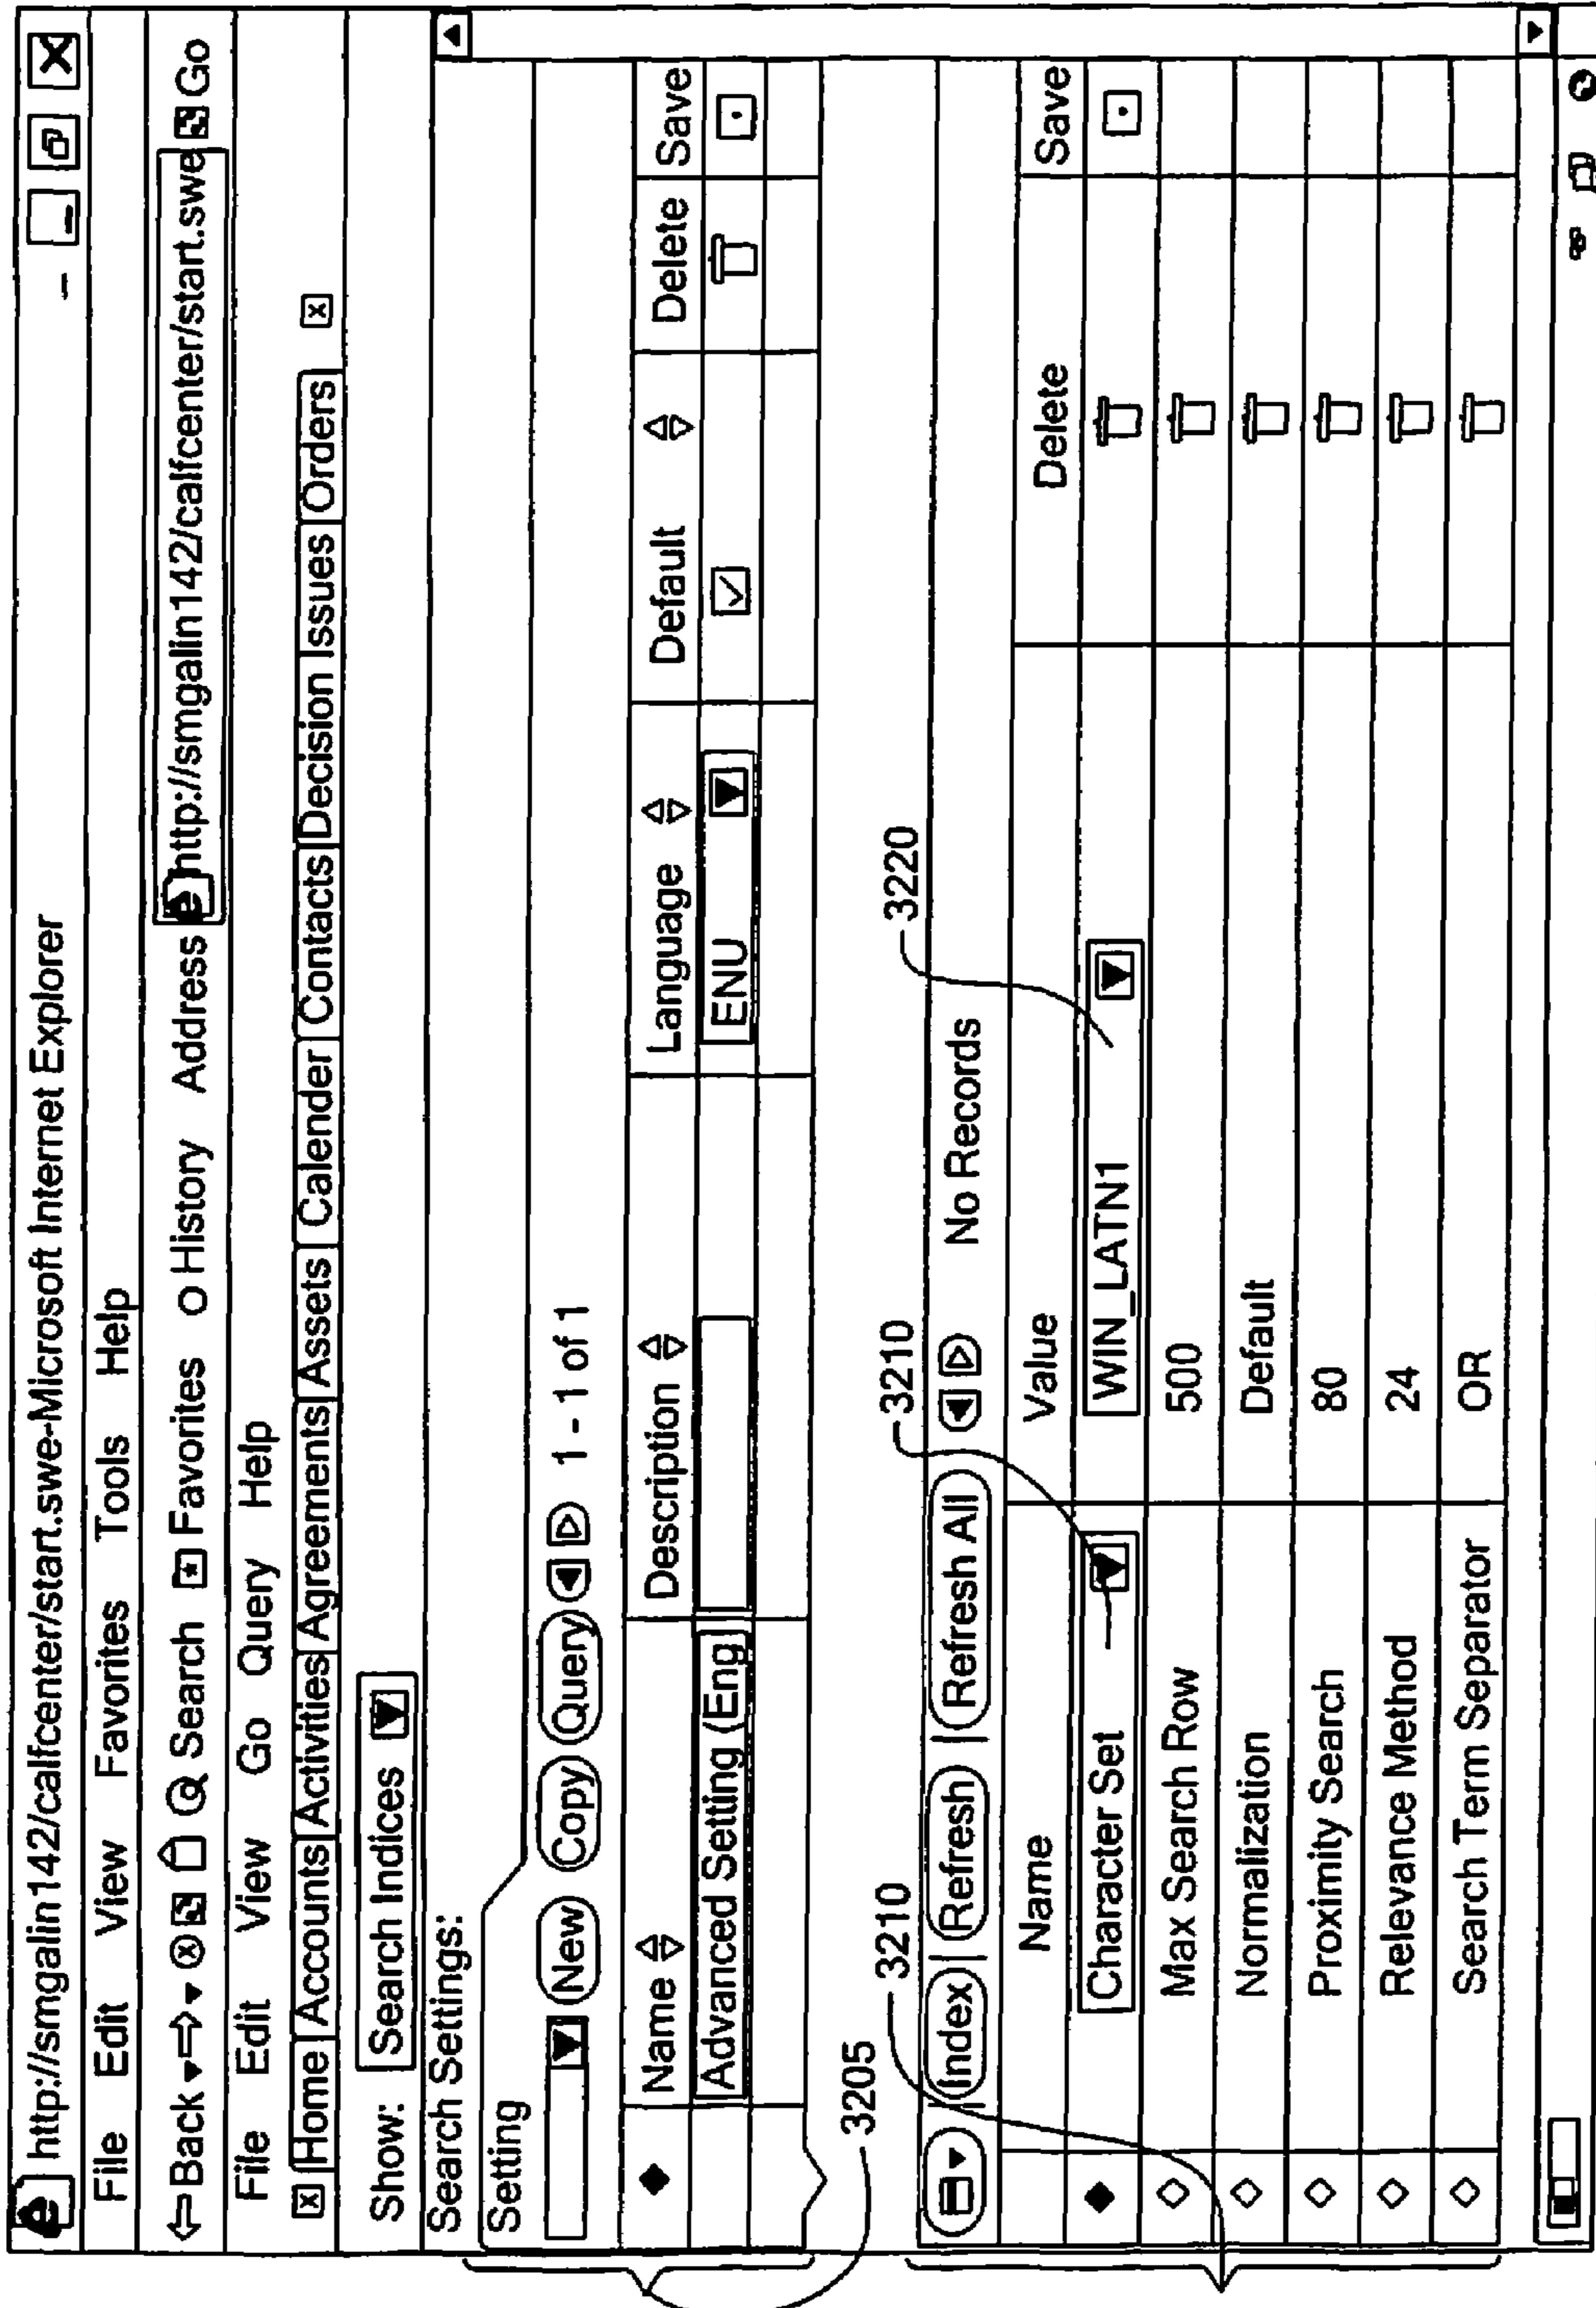 http://smgalin142/calfcenter/start.swe-Microsoft Internet Explorer
File Edit View Favorites Tools Help
Back Search Favorites History Address http://smgalin142/calfcenter/start.swe Go
File Edit View Go Query Help
Home Accounts Activities Agreements Assets Calender Contacts Decision Issues Orders
Show: Search Indices
Search Settings:
Setting
New Copy Query 1 - 1 of 1
Name Description Language Default Delete Save
Advanced Setting (Eng ENU
3205
3210 3210 3220
Index Refresh Refresh All No Records
Name Value Delete Save
Character Set WIN_LATN1
Max Search Row 500
Normalization Default
Proximity Search 80
Relevance Method 24
Search Term Separator OR